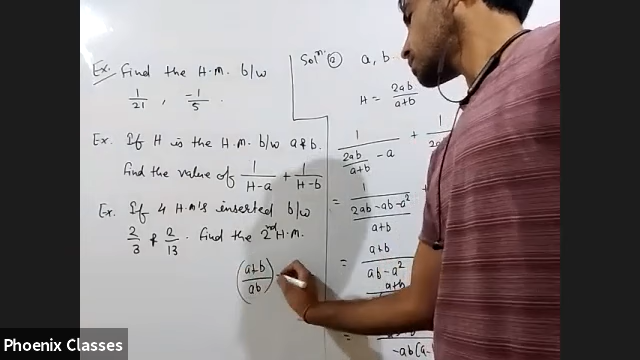 Ex. Find the H.M. b/w
1/21 , -1/5 .
Ex. If H is the H.M. b/w a & b.
Find the value of 1/(H-a) + 1/(H-b)
Ex. If 4 H.M's inserted b/w
2/3 & 2/13 . Find the 2nd H.M.
((a+b)/ab)
Solⁿ. ② a, b
H = 2ab/(a+b)
1/(2ab/(a+b) - a) + 1/
= 1/((2ab-ab-a²)/(a+b)) +
= (a+b)/(ab-a²)
a+b
= -ab(a-
Phoenix Classes